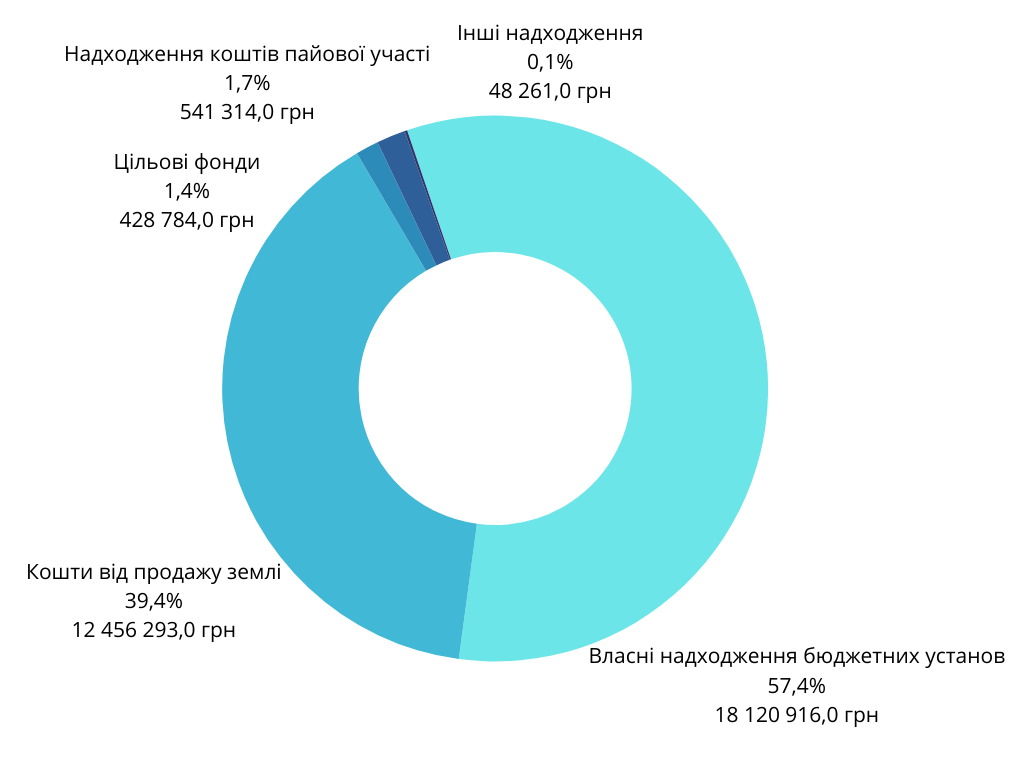 Інші надходження
0,1%
48 261,0 грн
Надходження коштів пайової участі
1,7%
541 314,0 грн
Цільові фонди
1,4%
428 784,0 грн
Кошти від продажу землі
39,4%
12 456 293,0 грн
Власні надходження бюджетних установ
57,4%
18 120 916,0 грн